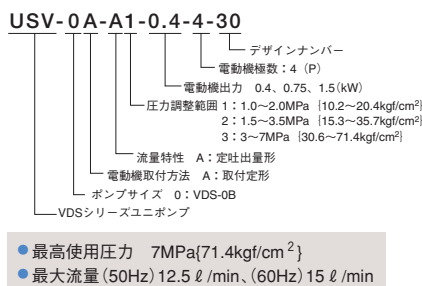 USV-0A-A1-0.4-4-30
デザインナンバー
電動機極数：4（P）
電動機出力　0.4、0.75、1.5(kW)
圧力調整範囲 1：1.0〜2.0MPa {10.2〜20.4kgf/cm²}
2：1.5〜3.5MPa {15.3〜35.7kgf/cm²}
3：3〜7MPa {30.6〜71.4kgf/cm²}
流量特性　A：定吐出量形
電動機取付方法　A：取付定形
ポンプサイズ　0：VDS-0B
VDSシリーズユニポンプ
●最高使用圧力　7MPa{71.4kgf/cm²}
●最大流量(50Hz) 12.5ℓ/min、(60Hz) 15ℓ/min